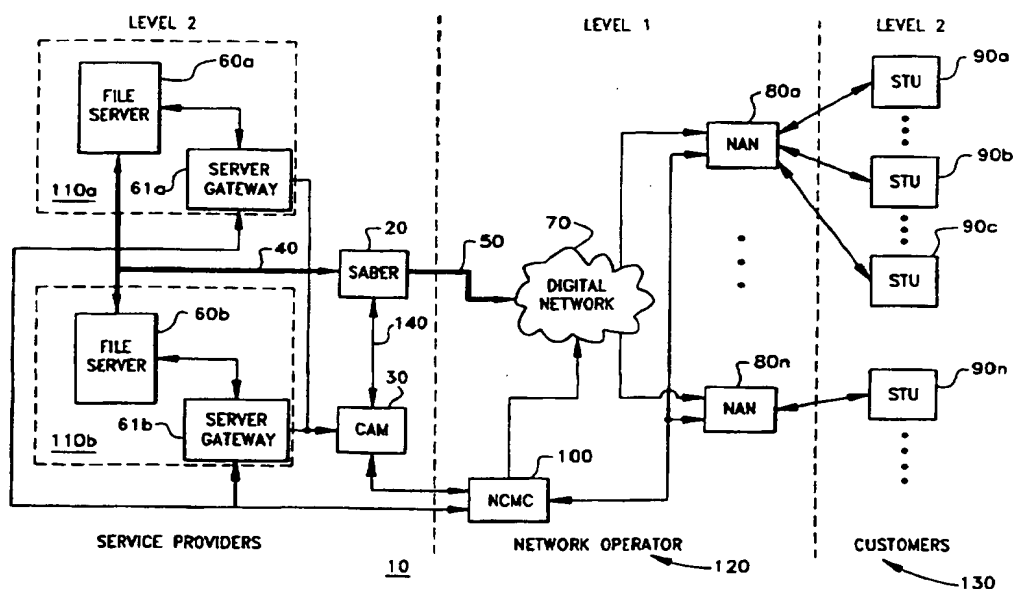 LEVEL 2
LEVEL 1
LEVEL 2
60a
FILE
SERVER
110a
61a
SERVER
GATEWAY
40
20
SABER
50
140
60b
FILE
SERVER
110b
61b
SERVER
GATEWAY
30
CAM
70
DIGITAL
NETWORK
80a
NAN
80n
NAN
100
NCMC
90a
STU
90b
STU
90c
STU
90n
STU
SERVICE PROVIDERS
10
NETWORK OPERATOR
120
CUSTOMERS
130